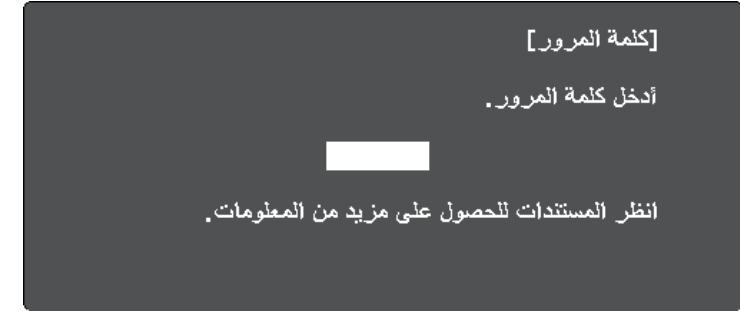 [كلمة المرور]
أدخل كلمة المرور.
انظر المستندات للحصول على مزيد من المعلومات.